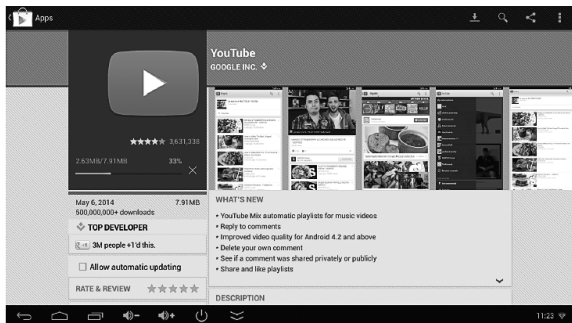 Apps
YouTube
GOOGLE INC.
3,631,338
2.63MB/7.91MB 33%
May 6, 2014 7.91MB
500,000,000+ downloads
TOP DEVELOPER
3M people +1'd this.
Allow automatic updating
RATE & REVIEW
WHAT'S NEW
• YouTube Mix automatic playlists for music videos
• Reply to comments
• Improved video quality for Android 4.2 and above
• Delete your own comment
• See if a comment was shared privately or publicly
• Share and like playlists
DESCRIPTION
11:23